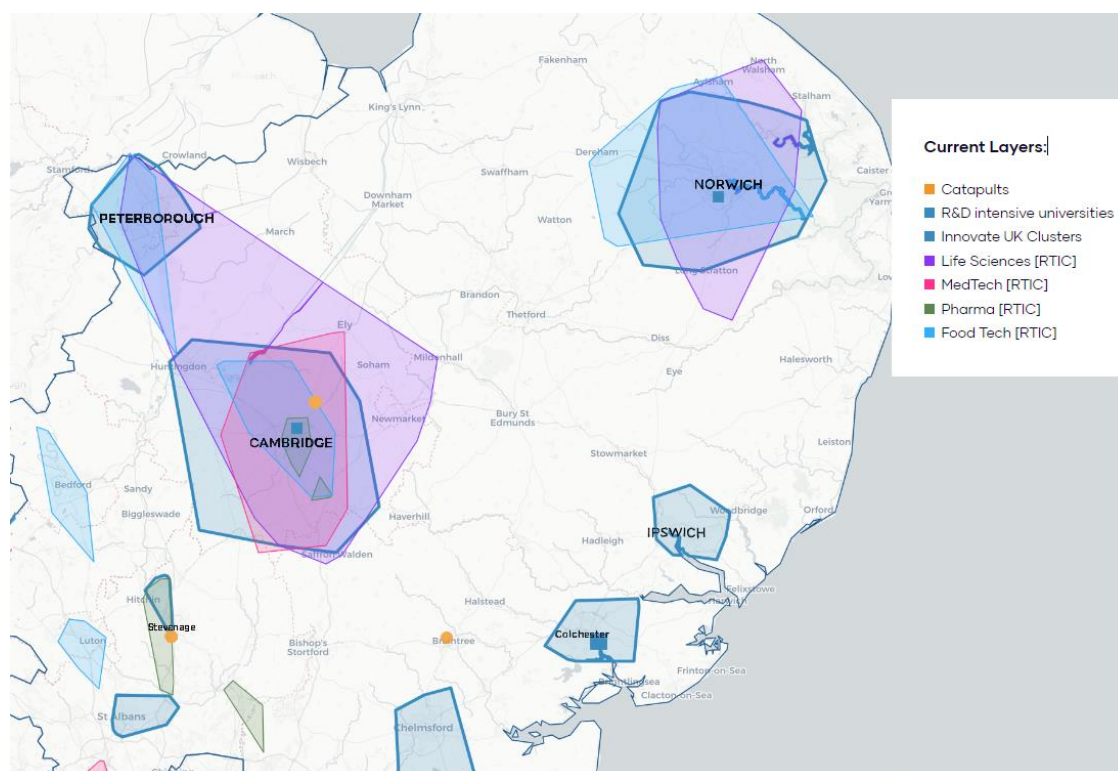 Fakenham
North
Walsham
Aylsham
Stalham
King's Lynn
Crowland
Stamford
Wisbech
Dereham
Swaffham
NORWICH
Caister
Yarm
PETERBOROUGH
Downham
Market
Watton
March
Long Stratton
Low
Brandon
Thetford
Ely
Diss
Mildenhall
Huntingdon
Soham
Halesworth
Eye
Newmarket
Bury St
Edmunds
CAMBRIDGE
Leiston
Stowmarket
Bedford
Sandy
Woodbridge
Orford
Biggleswade
Haverhill
IPSWICH
Hadleigh
Saffron Walden
Felixstowe
Harwich
Hitchin
Halstead
Stevenage
Colchester
Luton
Bishop's
Stortford
Braintree
Frinton-on-Sea
Brightlingsea
Clacton-on-Sea
St Albans
Chelmsford
Current Layers:
Catapults
R&D intensive universities
Innovate UK Clusters
Life Sciences [RTIC]
MedTech [RTIC]
Pharma [RTIC]
Food Tech [RTIC]